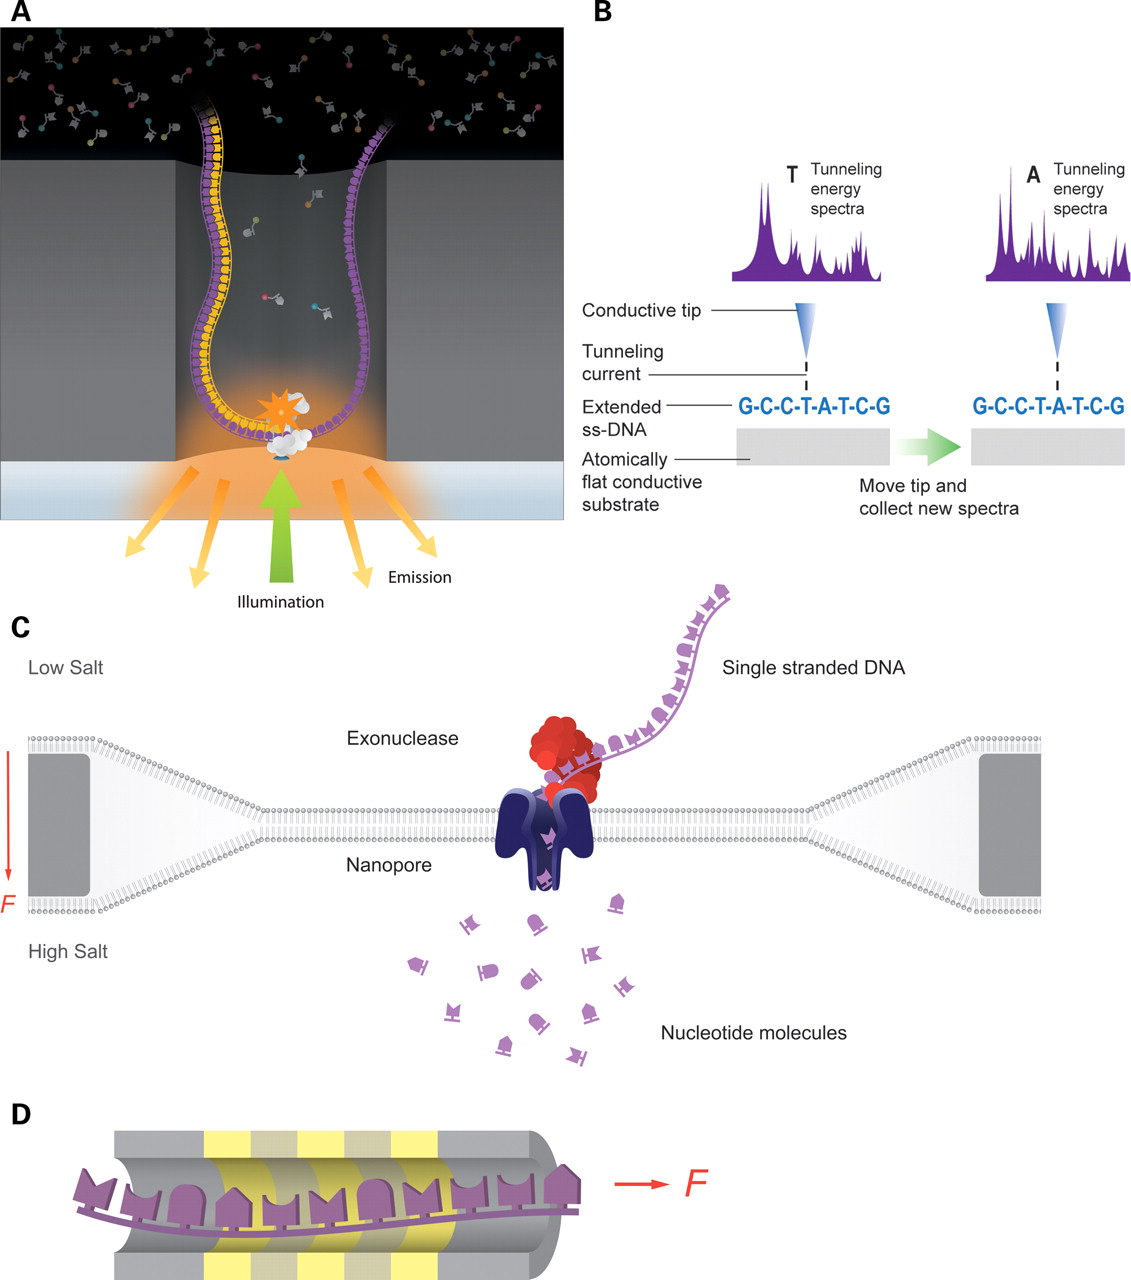 A
Illumination
Emission
B
T
Tunneling
energy
spectra
A
Tunneling
energy
spectra
Conductive tip
Tunneling
current
Extended
ss-DNA
G-C-C-T-A-T-C-G
G-C-C-T-A-T-C-G
Atomically
flat conductive
substrate
Move tip and
collect new spectra
C
Low Salt
Single stranded DNA
Exonuclease
Nanopore
F
High Salt
Nucleotide molecules
D
F